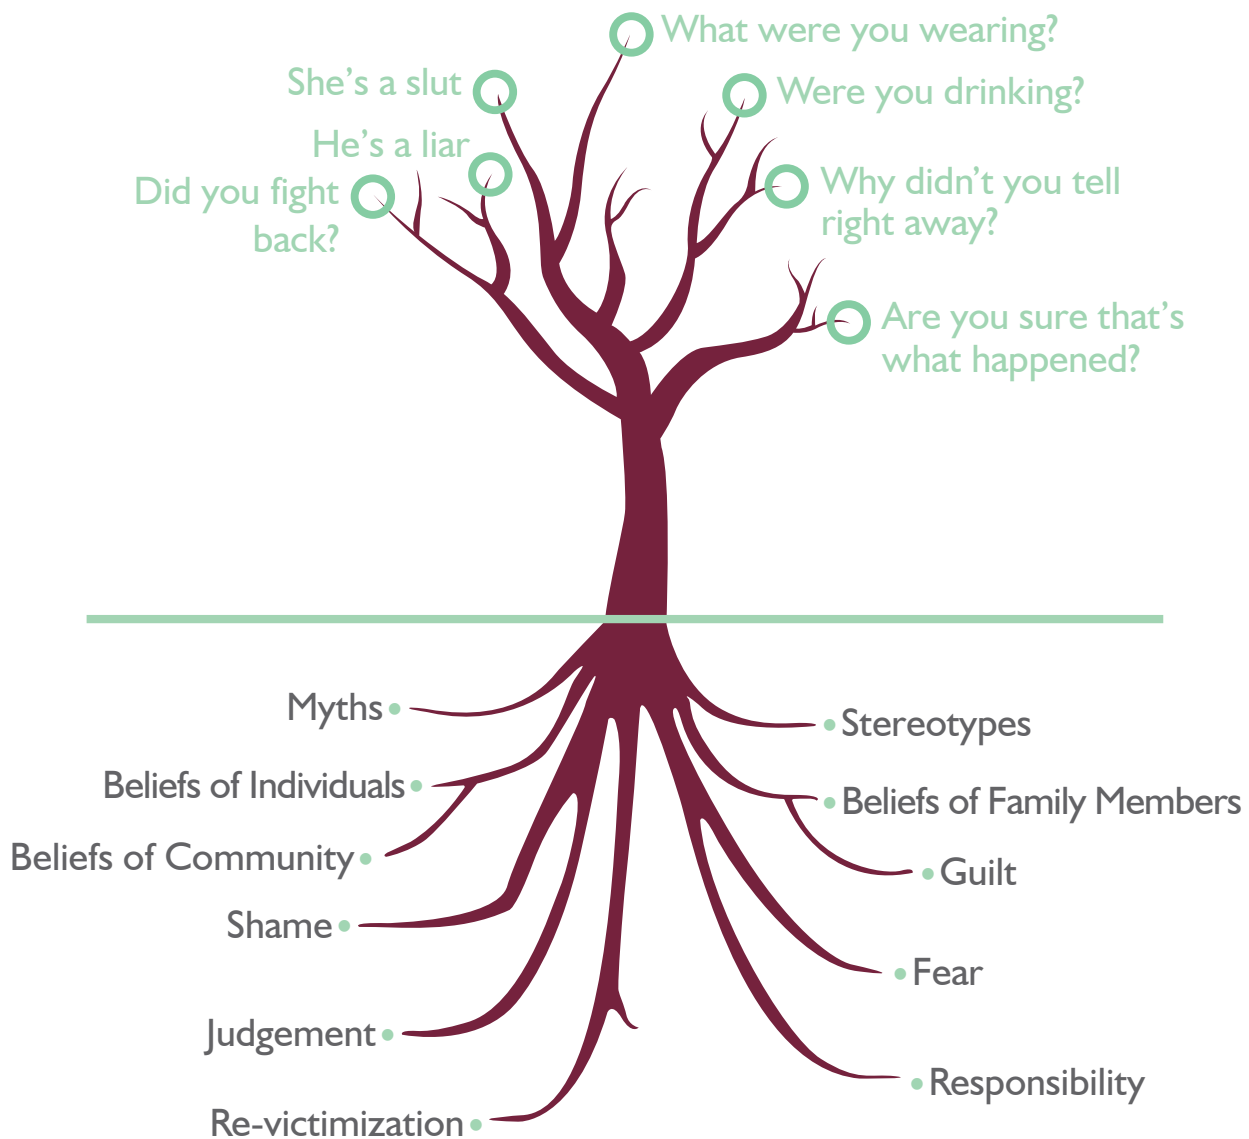 What were you wearing?
She’s a slut
Were you drinking?
He’s a liar
Did you fight
back?
Why didn’t you tell
right away?
Are you sure that’s
what happened?
Myths
Stereotypes
Beliefs of Individuals
Beliefs of Family Members
Beliefs of Community
Guilt
Shame
Fear
Judgement
Responsibility
Re-victimization